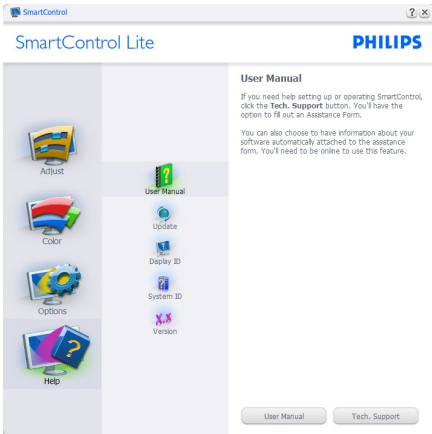 SmartControl
SmartControl Lite
PHILIPS
Adjust
Color
Options
Help
User Manual
Update
Display ID
System ID
X.X
Version
User Manual
If you need help setting up or operating SmartControl,
click the Tech. Support button. You'll have the
option to fill out an Assistance Form.
You can also choose to have information about your
software automatically attached to the assistance
form. You'll need to be online to use this feature.
User Manual
Tech. Support